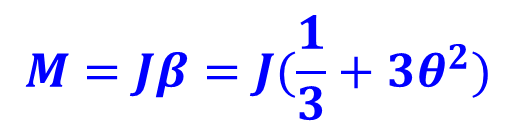 M = Jβ = J(1/3 + 3θ²)